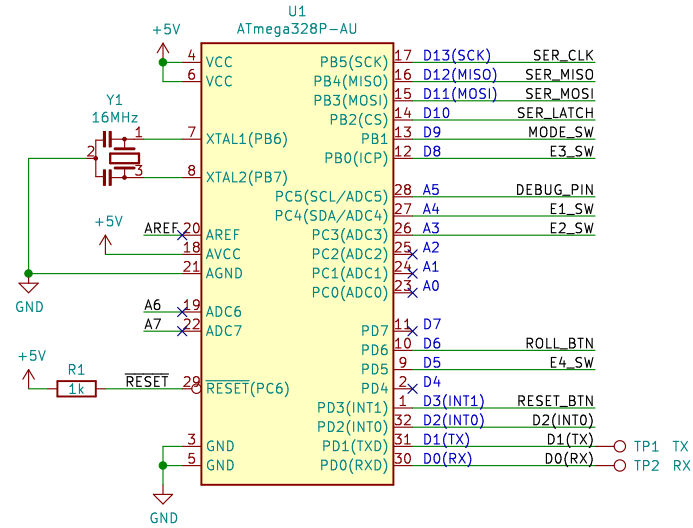 U1
ATmega328P-AU
+5V
4 VCC PB5(SCK) 17 D13(SCK) SER_CLK
6 VCC PB4(MISO) 16 D12(MISO) SER_MISO
Y1
16MHz
PB3(MOSI) 15 D11(MOSI) SER_MOSI
PB2(CS) 14 D10 SER_LATCH
1 7 XTAL1(PB6) PB1 13 D9 MODE_SW
2 PB0(ICP) 12 D8 E3_SW
3 8 XTAL2(PB7)
PC5(SCL/ADC5) 28 A5 DEBUG_PIN
PC4(SDA/ADC4) 27 A4 E1_SW
+5V
AREF 20 AREF PC3(ADC3) 26 A3 E2_SW
18 AVCC PC2(ADC2) 25 A2
21 AGND PC1(ADC1) 24 A1
PC0(ADC0) 23 A0
GND
A6 19 ADC6
A7 22 ADC7 PD7 11 D7
PD6 10 D6 ROLL_BTN
+5V
R1
PD5 9 D5 E4_SW
1k RESET 29 RESET(PC6) PD4 2 D4
PD3(INT1) 1 D3(INT1) RESET_BTN
PD2(INT0) 32 D2(INT0) D2(INT0)
3 GND PD1(TXD) 31 D1(TX) D1(TX) TP1 TX
5 GND PD0(RXD) 30 D0(RX) D0(RX) TP2 RX
GND